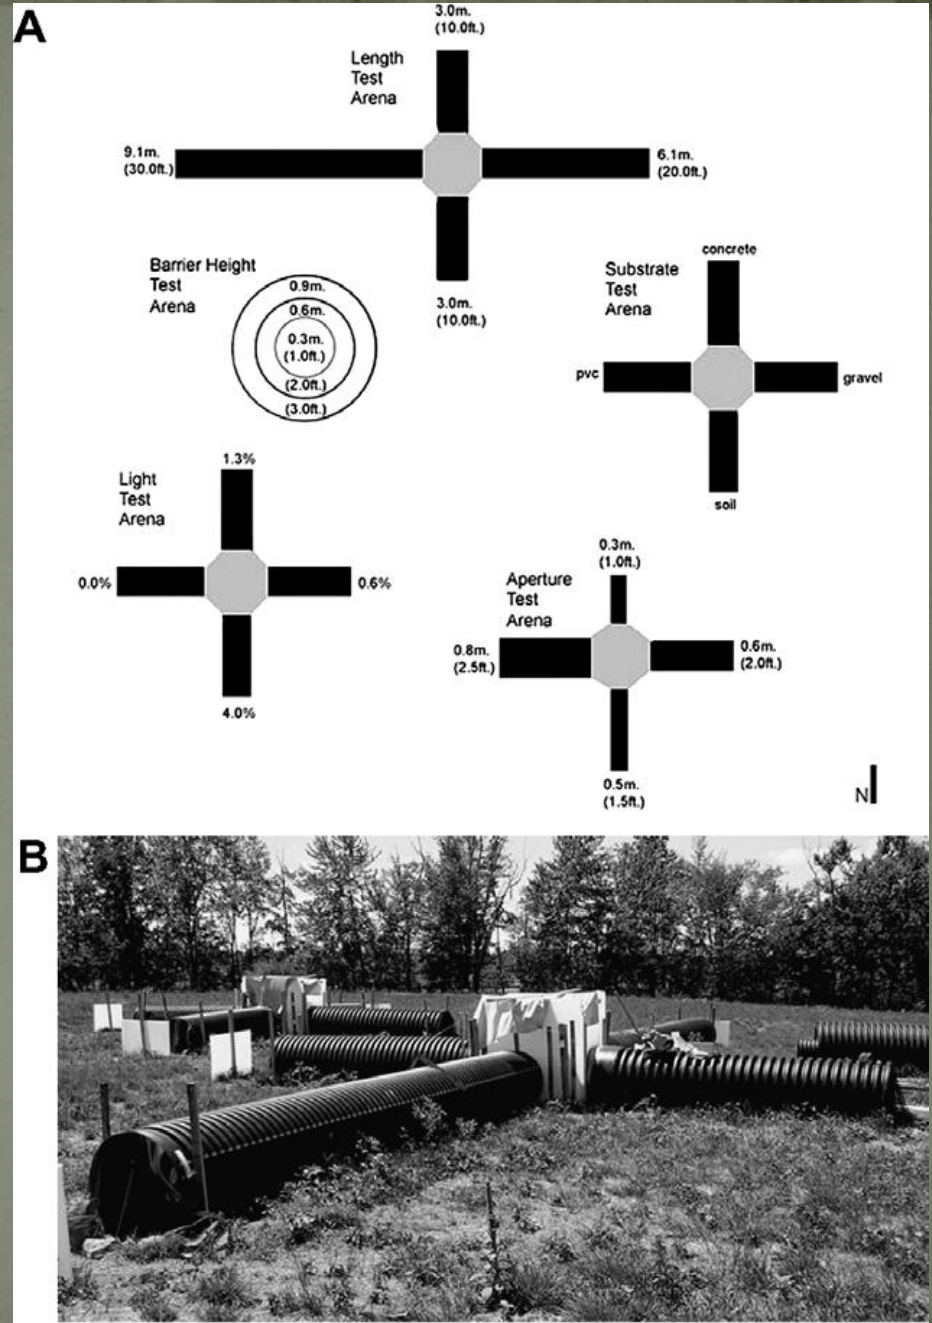 A
3.0m.
(10.0ft.)
Length
Test
Arena
9.1m.
(30.0ft.)
6.1m.
(20.0ft.)
3.0m.
(10.0ft.)
Barrier Height
Test
Arena
0.9m.
0.6m.
0.3m.
(1.0ft.)
(2.0ft.)
(3.0ft.)
Substrate
Test
Arena
concrete
pvc
gravel
soil
Light
Test
Arena
1.3%
0.0%
0.6%
4.0%
Aperture
Test
Arena
0.3m.
(1.0ft.)
0.8m.
(2.5ft.)
0.6m.
(2.0ft.)
0.5m.
(1.5ft.)
N
B